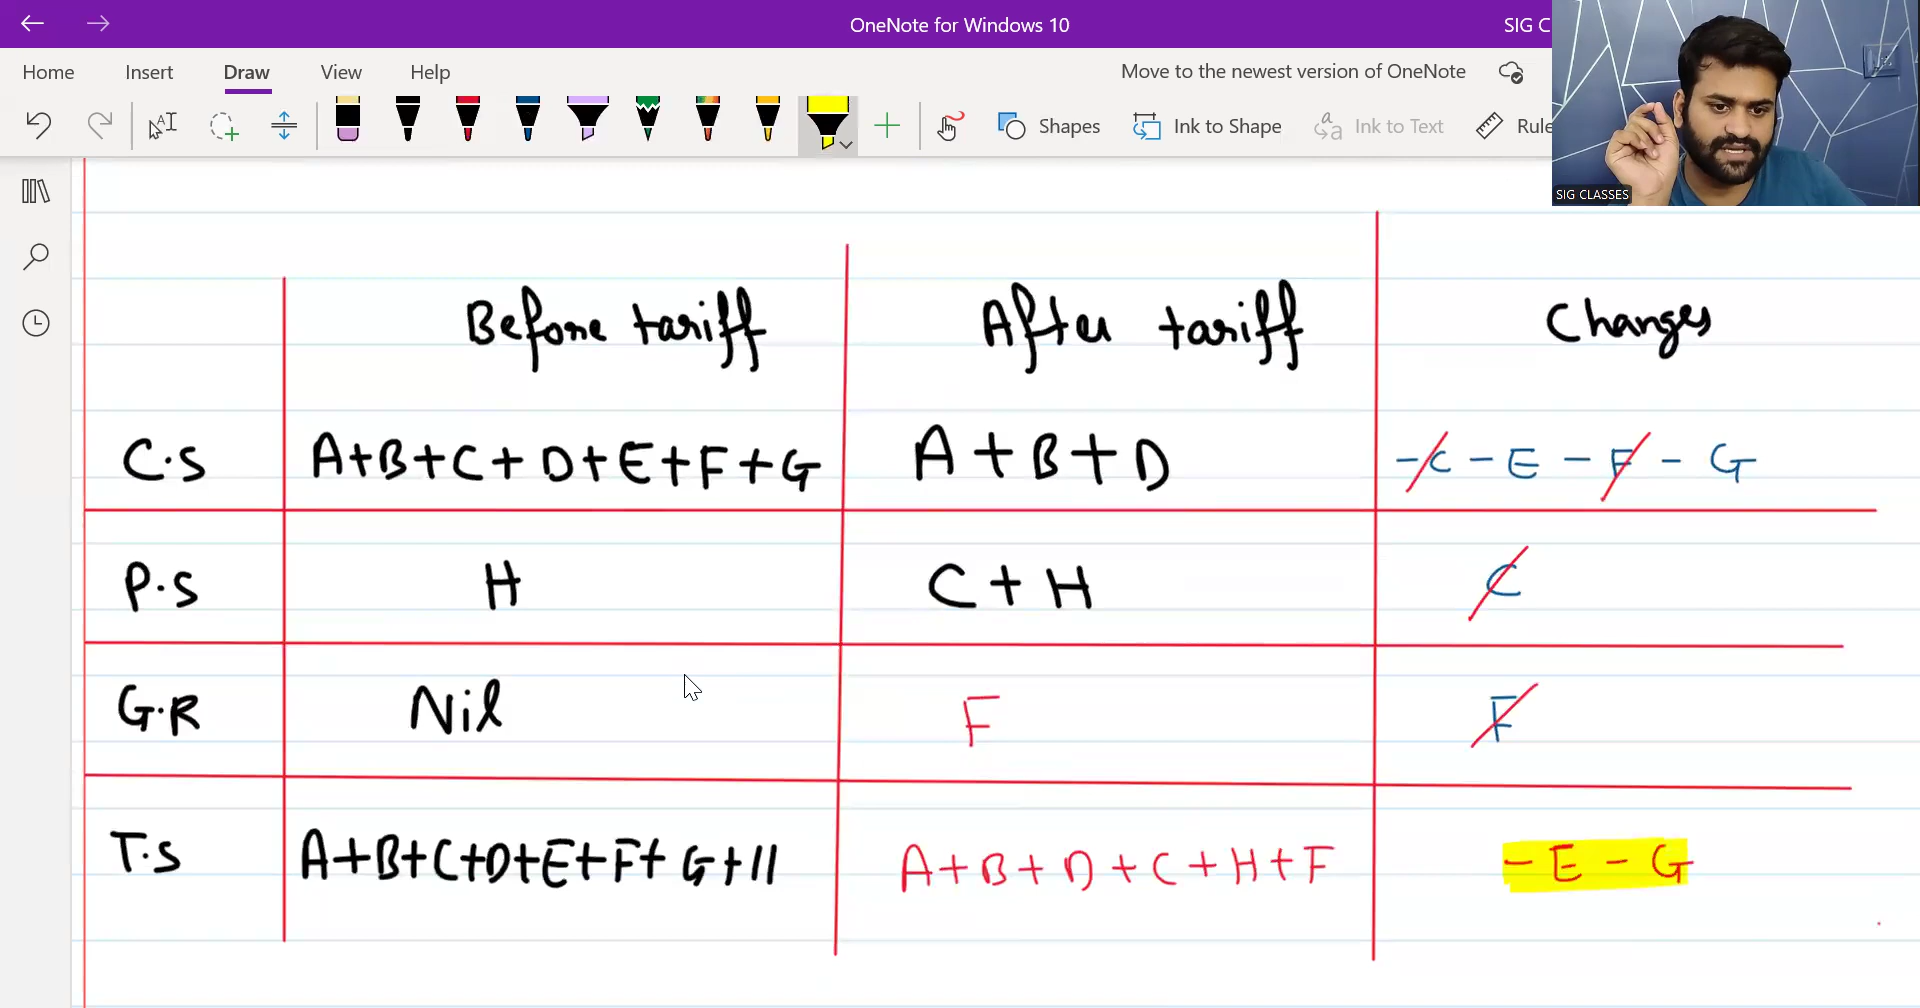 OneNote for Windows 10
SIG C
Home Insert Draw View Help Move to the newest version of OneNote
Shapes Ink to Shape Ink to Text Rule
SIG CLASSES
Before tariff After tariff Changes
C.S A+B+C+D+E+F+G A+B+D -C-E-F-G
P.S H C+H C
G.R Nil F F
T.S A+B+C+D+E+F+G+H A+B+D+C+H+F -E-G